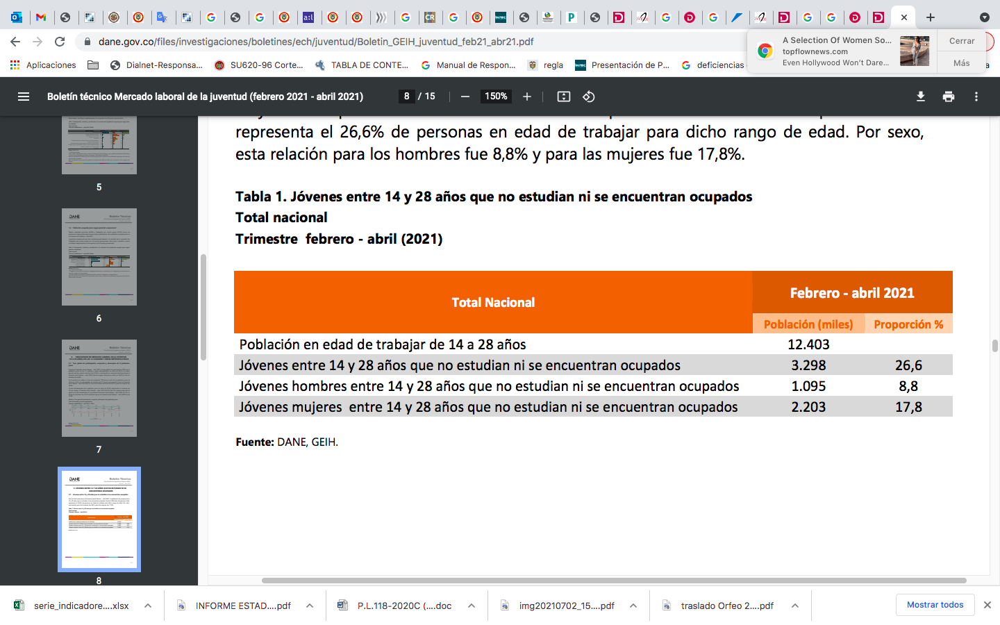 dane.gov.co/files/investigaciones/boletines/ech/juventud/Boletin_GEIH_juventud_feb21_abr21.pdf
A Selection Of Women So...
topflownews.com
Even Hollywood Won't Dare...
Cerrar
Más
Aplicaciones
Dialnet-Responsa...
SU620-96 Corte...
TABLA DE CONTE...
Manual de Respon...
regla
Presentación de P...
deficiencias
Boletín técnico Mercado laboral de la juventud (febrero 2021 - abril 2021)
8 / 15
150%
representa el 26,6% de personas en edad de trabajar para dicho rango de edad. Por sexo,
esta relación para los hombres fue 8,8% y para las mujeres fue 17,8%.
Tabla 1. Jóvenes entre 14 y 28 años que no estudian ni se encuentran ocupados
Total nacional
Trimestre febrero - abril (2021)
Total Nacional
Febrero - abril 2021
Población (miles) Proporción %
Población en edad de trabajar de 14 a 28 años 12.403
Jóvenes entre 14 y 28 años que no estudian ni se encuentran ocupados 3.298 26,6
Jóvenes hombres entre 14 y 28 años que no estudian ni se encuentran ocupados 1.095 8,8
Jóvenes mujeres entre 14 y 28 años que no estudian ni se encuentran ocupados 2.203 17,8
Fuente: DANE, GEIH.
5
6
7
8
serie_indicadore....xlsx
INFORME ESTAD....pdf
P.L.118-2020C (....doc
img20210702_15....pdf
traslado Orfeo 2....pdf
Mostrar todos